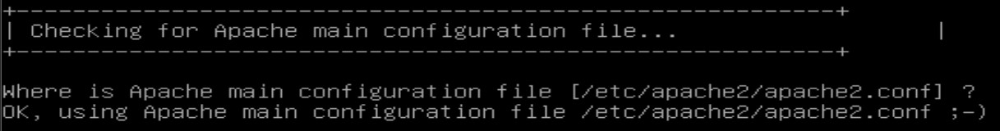 +----------------------------------------------------------+
| Checking for Apache main configuration file...                  |
+----------------------------------------------------------+
Where is Apache main configuration file [/etc/apache2/apache2.conf] ?
OK, using Apache main configuration file /etc/apache2/apache2.conf ;-)